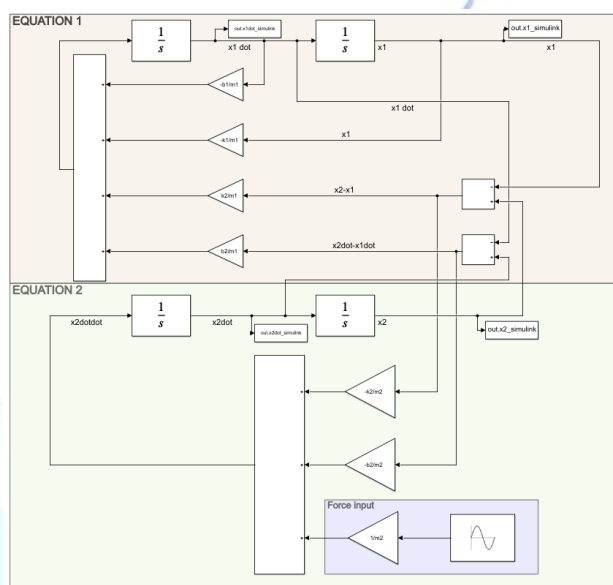 EQUATION 1
1
s
out.x1dot_simulink
x1 dot
1
s
x1
out.x1_simulink
x1
-b1/m1
x1 dot
-k1/m1
x1
k2/m1
x2-x1
b2/m1
x2dot-x1dot
EQUATION 2
x2dotdot
1
s
x2dot
out.x2dot_simulink
1
s
x2
out.x2_simulink
-k2/m2
-b2/m2
Force input
1/m2